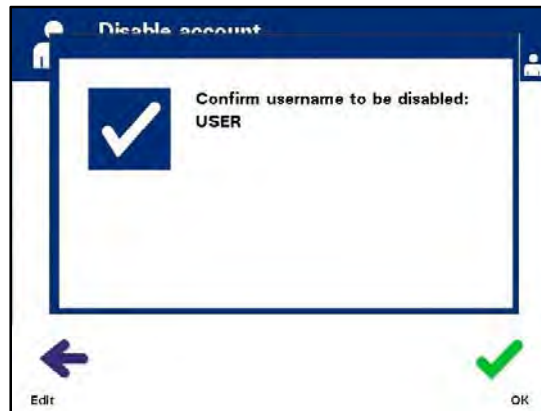 Disable account
Confirm username to be disabled:
USER
Edit
OK